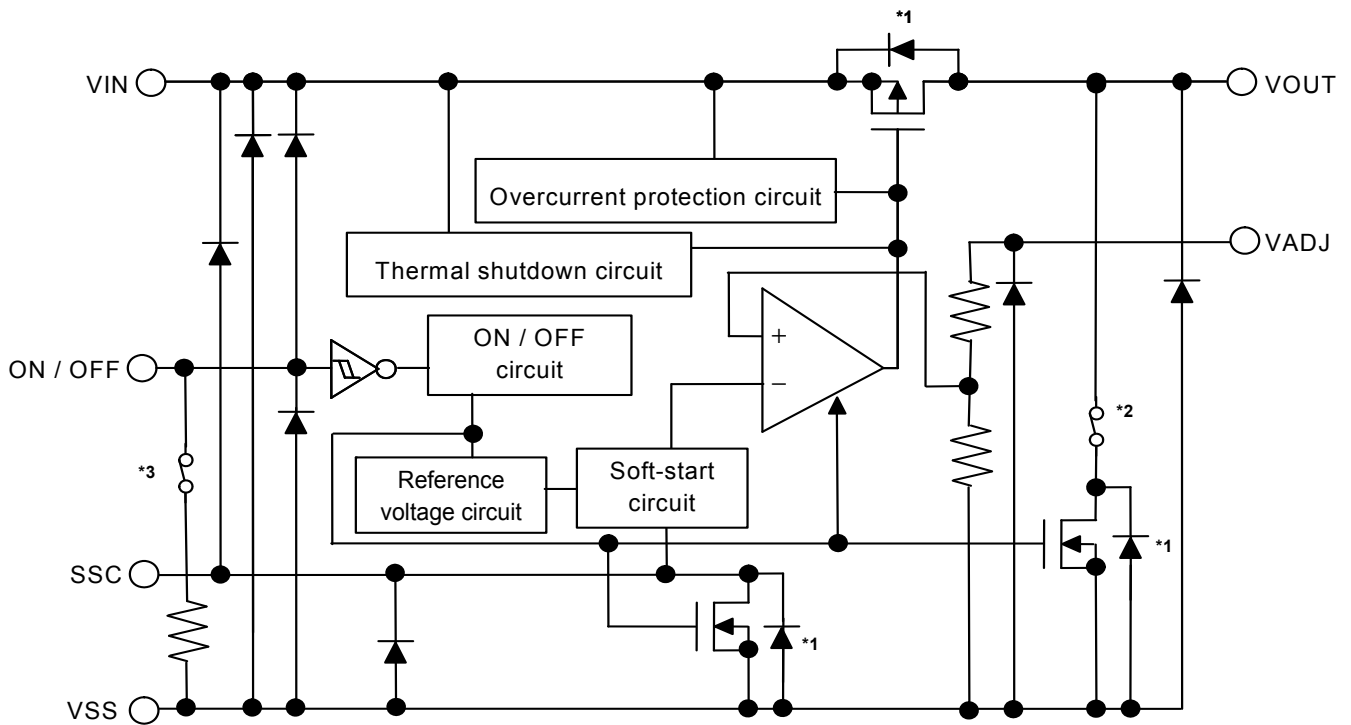 *1
VIN
VOUT
Overcurrent protection circuit
VADJ
Thermal shutdown circuit
ON / OFF
circuit
+
ON / OFF
−
*2
*3
Reference
voltage circuit
Soft-start
circuit
*1
SSC
*1
VSS